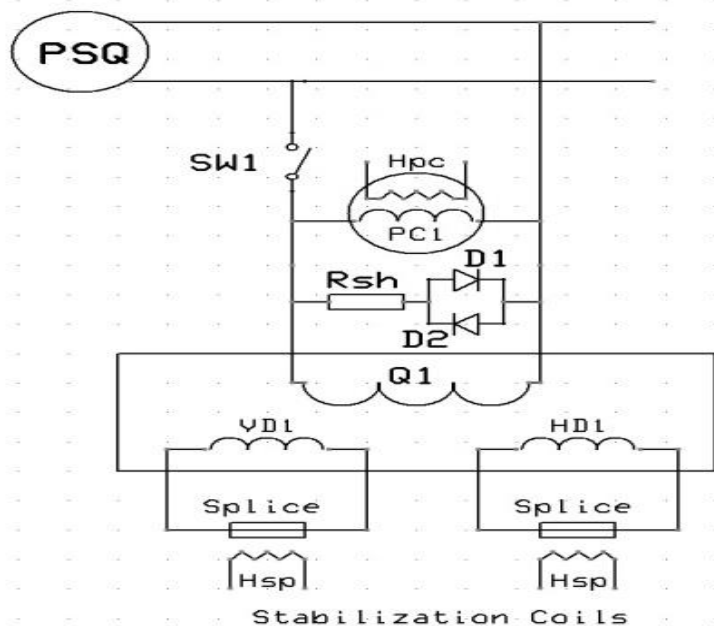 PSQ
SW1
Hpc
PC1
D1
Rsh
D2
Q1
VD1 HD1
Splice Splice
Hsp Hsp
Stabilization Coils